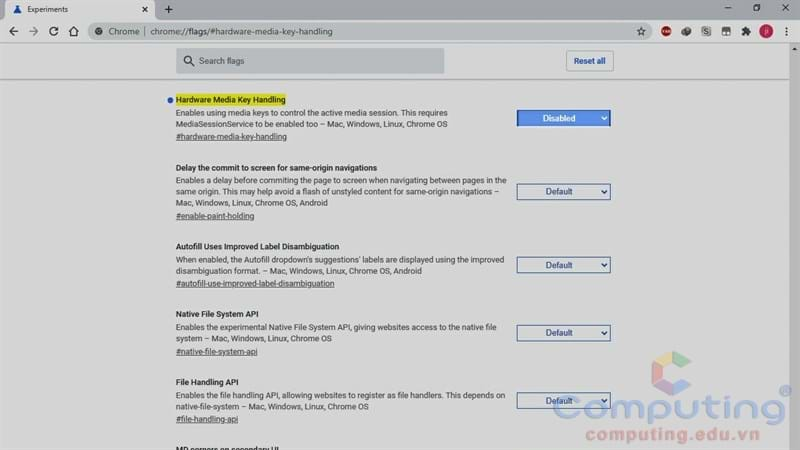 Experiments
Chrome | chrome://flags/#hardware-media-key-handling
Search flags
Reset all
Hardware Media Key Handling
Enables using media keys to control the active media session. This requires
MediaSessionService to be enabled too – Mac, Windows, Linux, Chrome OS
#hardware-media-key-handling
Disabled
Delay the commit to screen for same-origin navigations
Enables a delay before commiting the page to screen when navigating between pages in the
same origin. This may help avoid a flash of unstyled content for same-origin navigations –
Mac, Windows, Linux, Chrome OS, Android
#enable-paint-holding
Default
Autofill Uses Improved Label Disambiguation
When enabled, the Autofill dropdown's suggestions' labels are displayed using the improved
disambiguation format. – Mac, Windows, Linux, Chrome OS, Android
#autofill-use-improved-label-disambiguation
Default
Native File System API
Enables the experimental Native File System API, giving websites access to the native file
system – Mac, Windows, Linux, Chrome OS
#native-file-system-api
Default
File Handling API
Enables the file handling API, allowing websites to register as file handlers. This depends on
native-file-system – Mac, Windows, Linux, Chrome OS
#file-handling-api
Default
Computing
computing.edu.vn